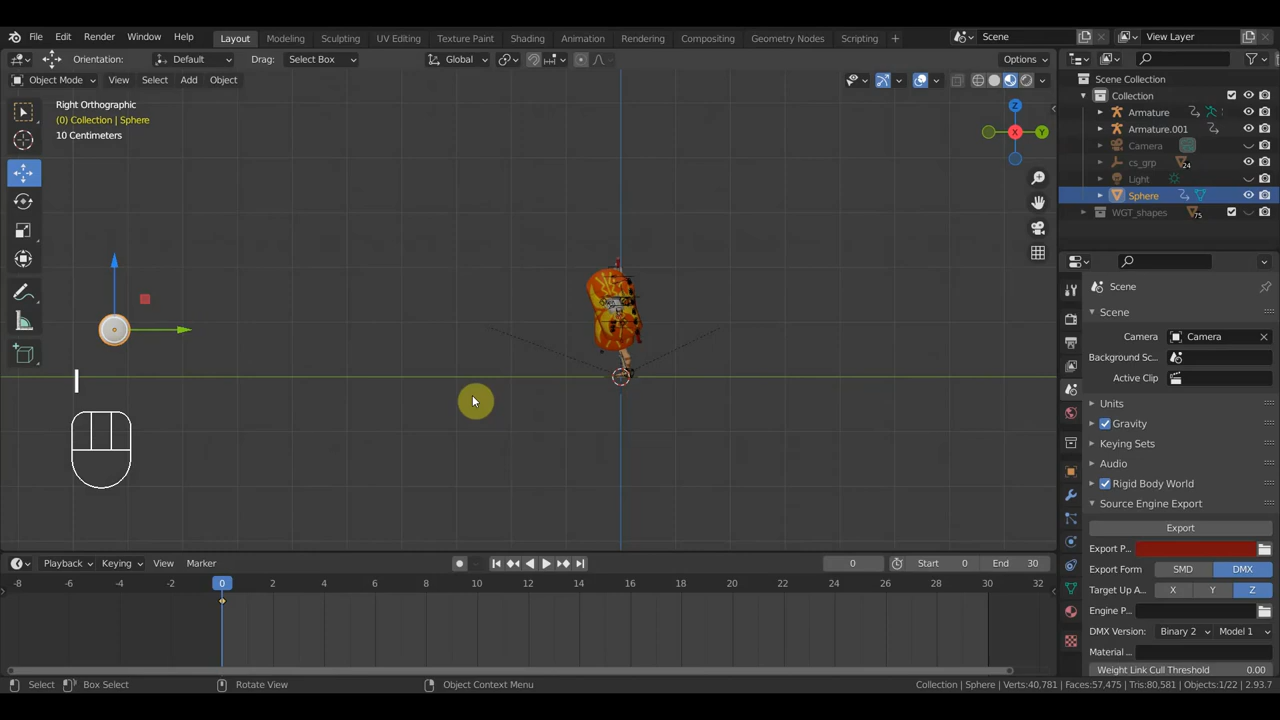 File Edit Render Window Help Layout Modeling Sculpting UV Editing Texture Paint Shading Animation Rendering Compositing Geometry Nodes Scripting + Scene View Layer
Orientation: Default Drag: Select Box Global Options
Object Mode View Select Add Object
Scene Collection
Collection
Right Orthographic
(0) Collection | Sphere
10 Centimeters
Armature
Armature.001
Camera
cs_grp 24
Light
Sphere
WGT_shapes 75
Z
Y
X
Scene
Scene
Camera Camera
Background Sc...
Active Clip
Units
Gravity
Keying Sets
Audio
Rigid Body World
Source Engine Export
Export
Export P...
Export Form SMD DMX
Target Up A... X Y Z
Engine P...
DMX Version: Binary 2 Model 1
Material ...
Weight Link Cull Threshold 0.00
I
Playback Keying View Marker 0 Start 0 End 30
-8 -6 -4 -2 0 2 4 6 8 10 12 14 16 18 20 22 24 26 28 30 32
Select Box Select Rotate View Object Context Menu Collection | Sphere | Verts:40,781 | Faces:57,475 | Tris:80,581 | Objects:1/22 | 2.93.7